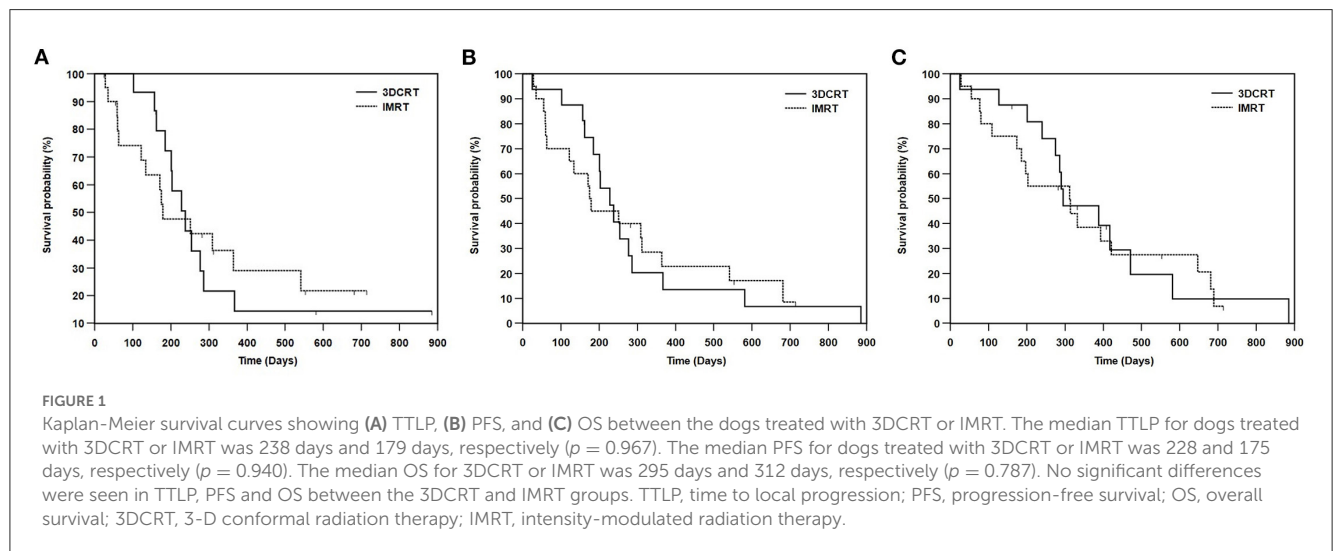 A
100
90
80
70
60
50
40
30
20
10
Survival probability (%)
3DCRT
IMRT
0 100 200 300 400 500 600 700 800 900
Time (Days)
B
100
90
80
70
60
50
40
30
20
10
0
Survival probability (%)
3DCRT
IMRT
0 100 200 300 400 500 600 700 800 900
Time (Days)
C
100
90
80
70
60
50
40
30
20
10
0
Survival probability (%)
3DCRT
IMRT
0 100 200 300 400 500 600 700 800 900
Time (Days)
FIGURE 1
Kaplan-Meier survival curves showing (A) TTLP, (B) PFS, and (C) OS between the dogs treated with 3DCRT or IMRT. The median TTLP for dogs treated
with 3DCRT or IMRT was 238 days and 179 days, respectively (p = 0.967). The median PFS for dogs treated with 3DCRT or IMRT was 228 and 175
days, respectively (p = 0.940). The median OS for 3DCRT or IMRT was 295 days and 312 days, respectively (p = 0.787). No significant differences
were seen in TTLP, PFS and OS between the 3DCRT and IMRT groups. TTLP, time to local progression; PFS, progression-free survival; OS, overall
survival; 3DCRT, 3-D conformal radiation therapy; IMRT, intensity-modulated radiation therapy.